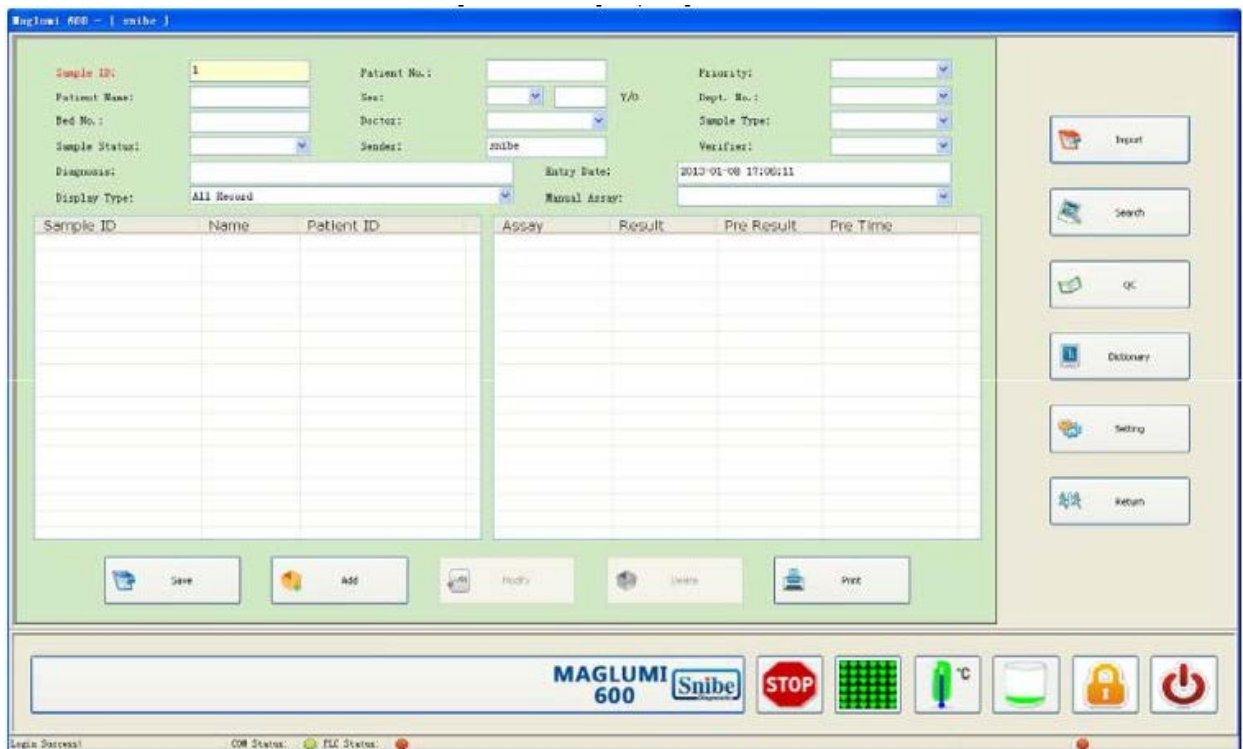 Maglumi 600 - [ snibe ]
Sample ID: 1 Patient No.: Priority:
Patient Name: Sex: Y/O Dept. No.:
Bed No.: Doctor: Sample Type:
Sample Status: Sender: snibe Verifier:
Diagnosis: Entry Date: 2013-01-08 17:06:11
Display Type: All Record Manual Assay:
Sample ID Name Patient ID Assay Result Pre Result Pre Time
Import
Search
QC
Dictionary
Setting
Return
Save Add Modify Delete Print
MAGLUMI
600
Snibe
STOP
°C
Login Success! COM Status: PLC Status: